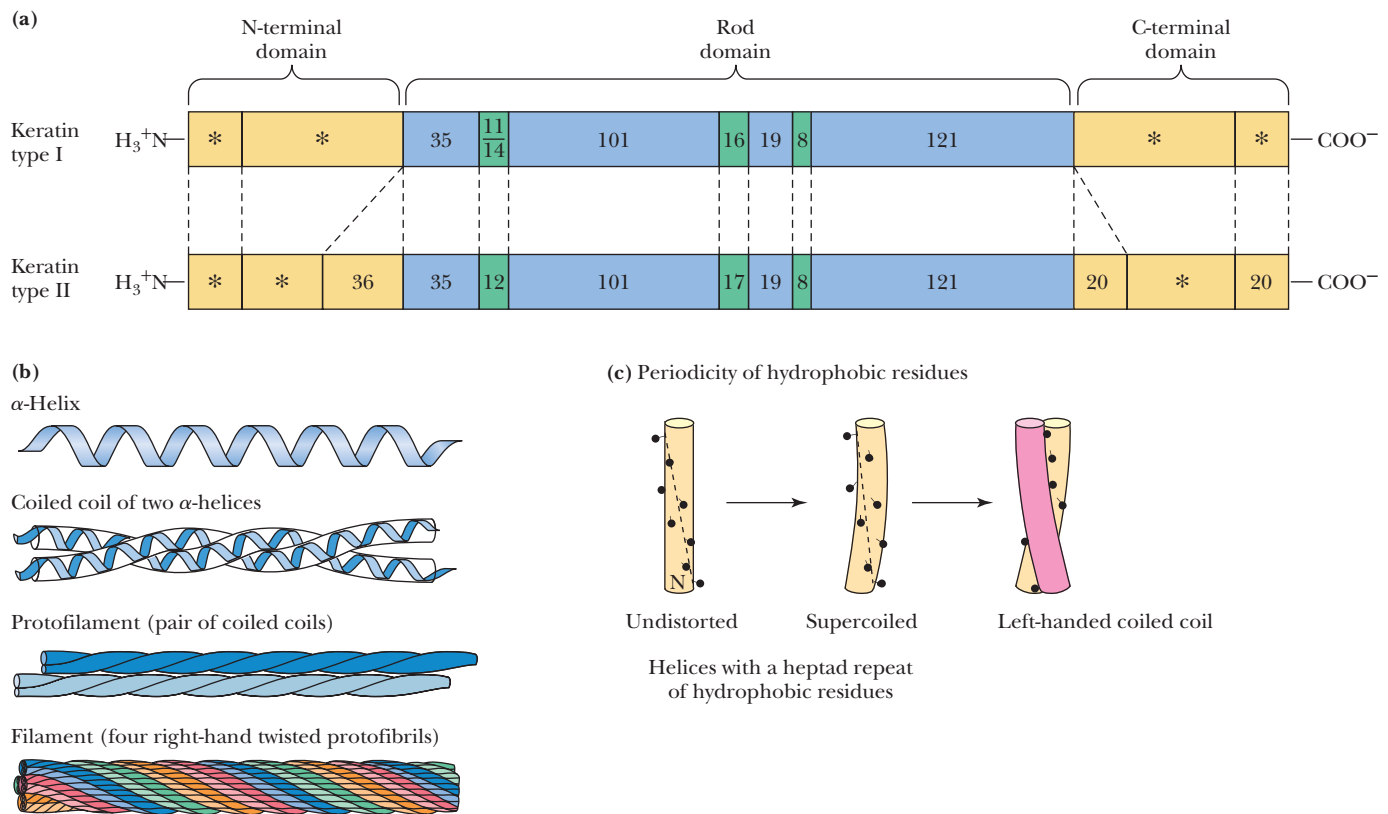 (a)
N-terminal
domain
Rod
domain
C-terminal
domain
Keratin
type I
H₃⁺N
*
*
35
11
14
101
16
19
8
121
*
*
COO⁻
Keratin
type II
H₃⁺N
*
*
36
35
12
101
17
19
8
121
20
*
20
COO⁻
(b)
α-Helix
Coiled coil of two α-helices
Protofilament (pair of coiled coils)
Filament (four right-hand twisted protofibrils)
(c) Periodicity of hydrophobic residues
N
Undistorted
Supercoiled
Left-handed coiled coil
Helices with a heptad repeat
of hydrophobic residues